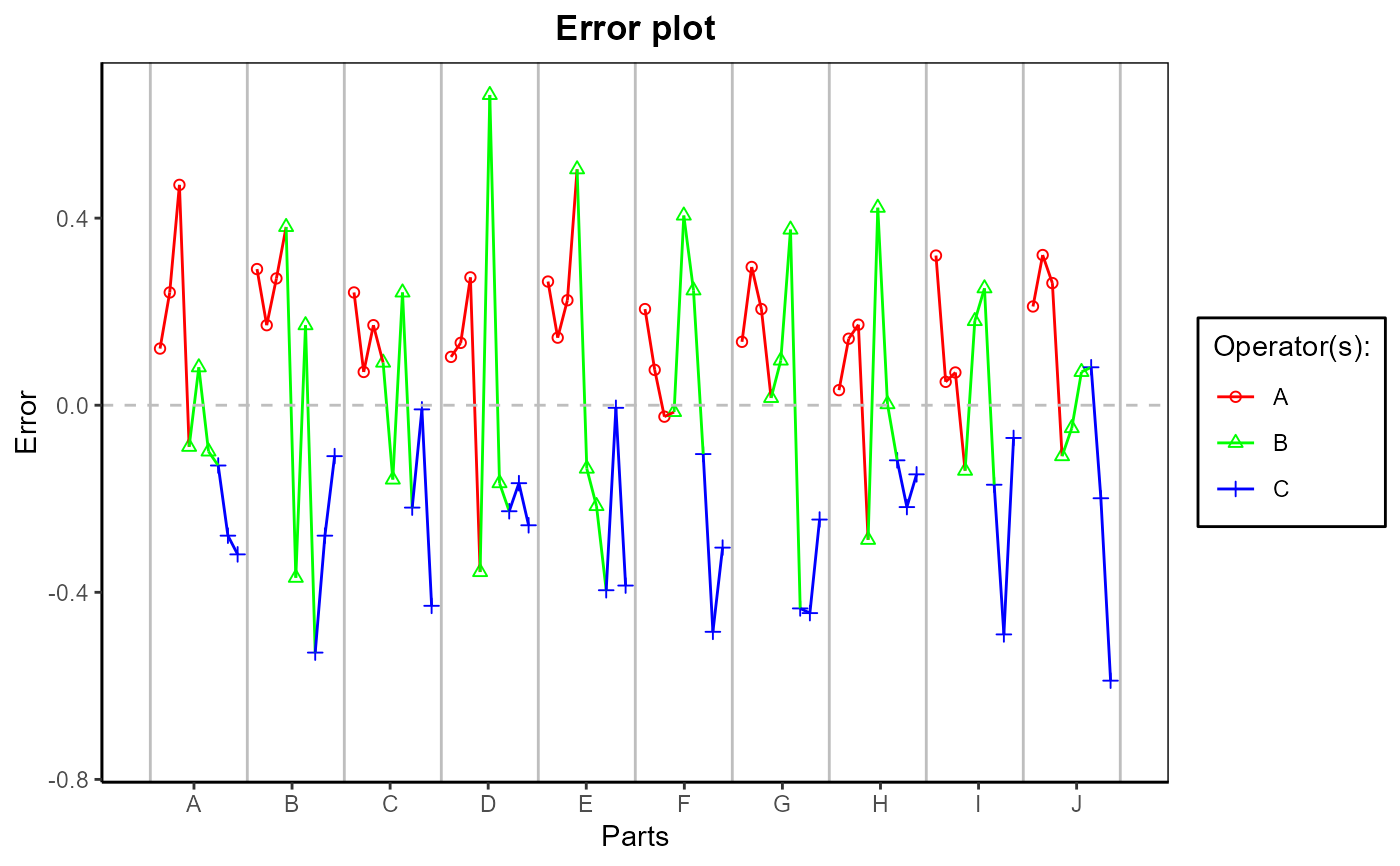 Error plot
Error
0.4
0.0
-0.4
-0.8
A B C D E F G H I J
Parts
Operator(s):
A
B
C